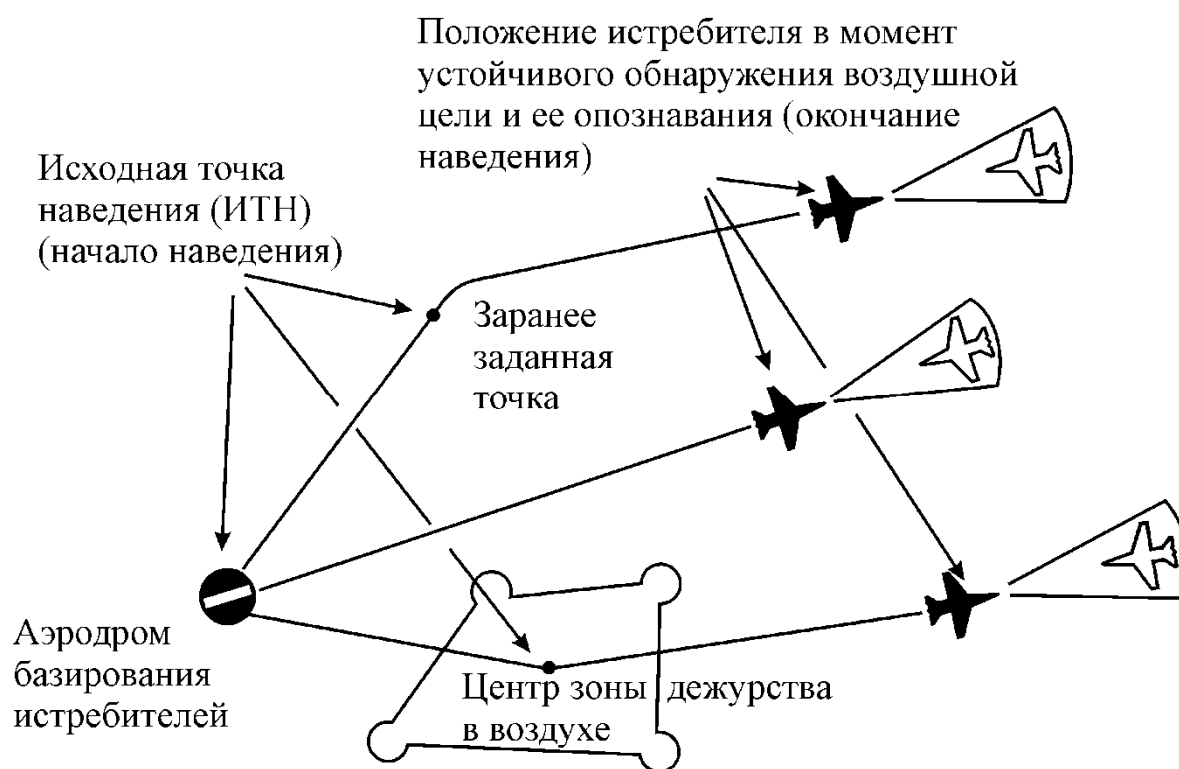 Положение истребителя в момент
устойчивого обнаружения воздушной
цели и ее опознавания (окончание
наведения)
Исходная точка
наведения (ИТН)
(начало наведения)
Заранее
заданная
точка
Аэродром
базирования
истребителей
Центр зоны дежурства
в воздухе